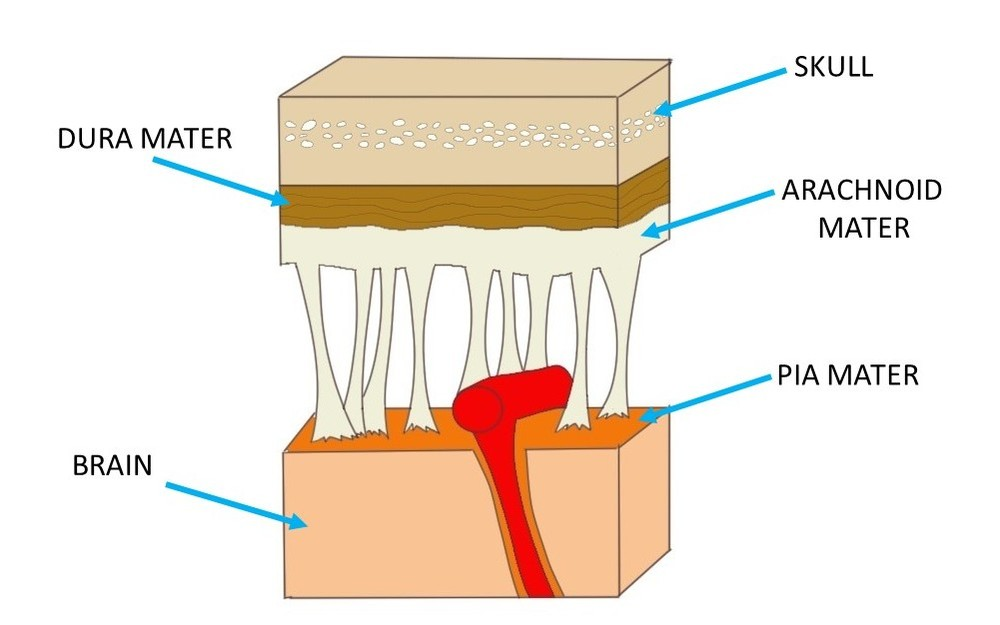 SKULL
DURA MATER
ARACHNOID
MATER
PIA MATER
BRAIN